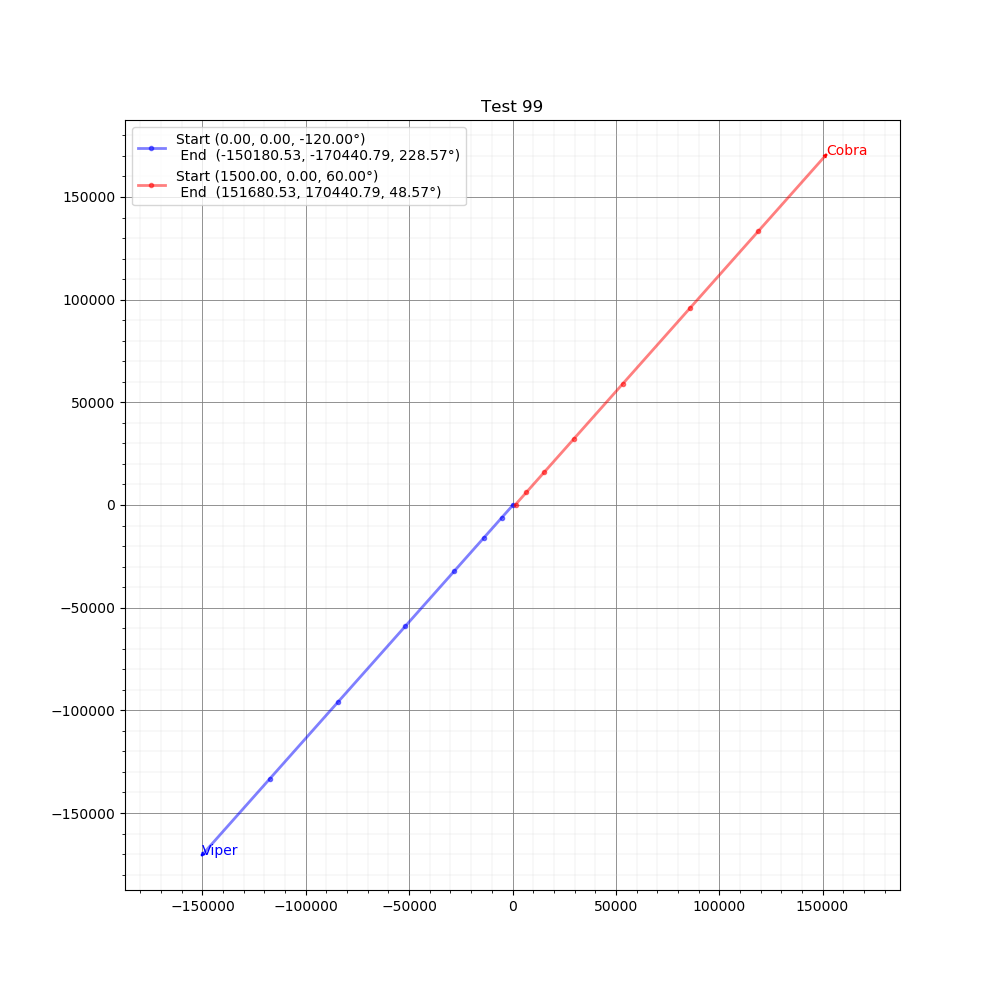 Test 99
Start (0.00, 0.00, -120.00°)
End (-150180.53, -170440.79, 228.57°)
Start (1500.00, 0.00, 60.00°)
End (151680.53, 170440.79, 48.57°)
Cobra
150000
100000
50000
0
−50000
−100000
−150000
Viper
−150000 −100000 −50000 0 50000 100000 150000